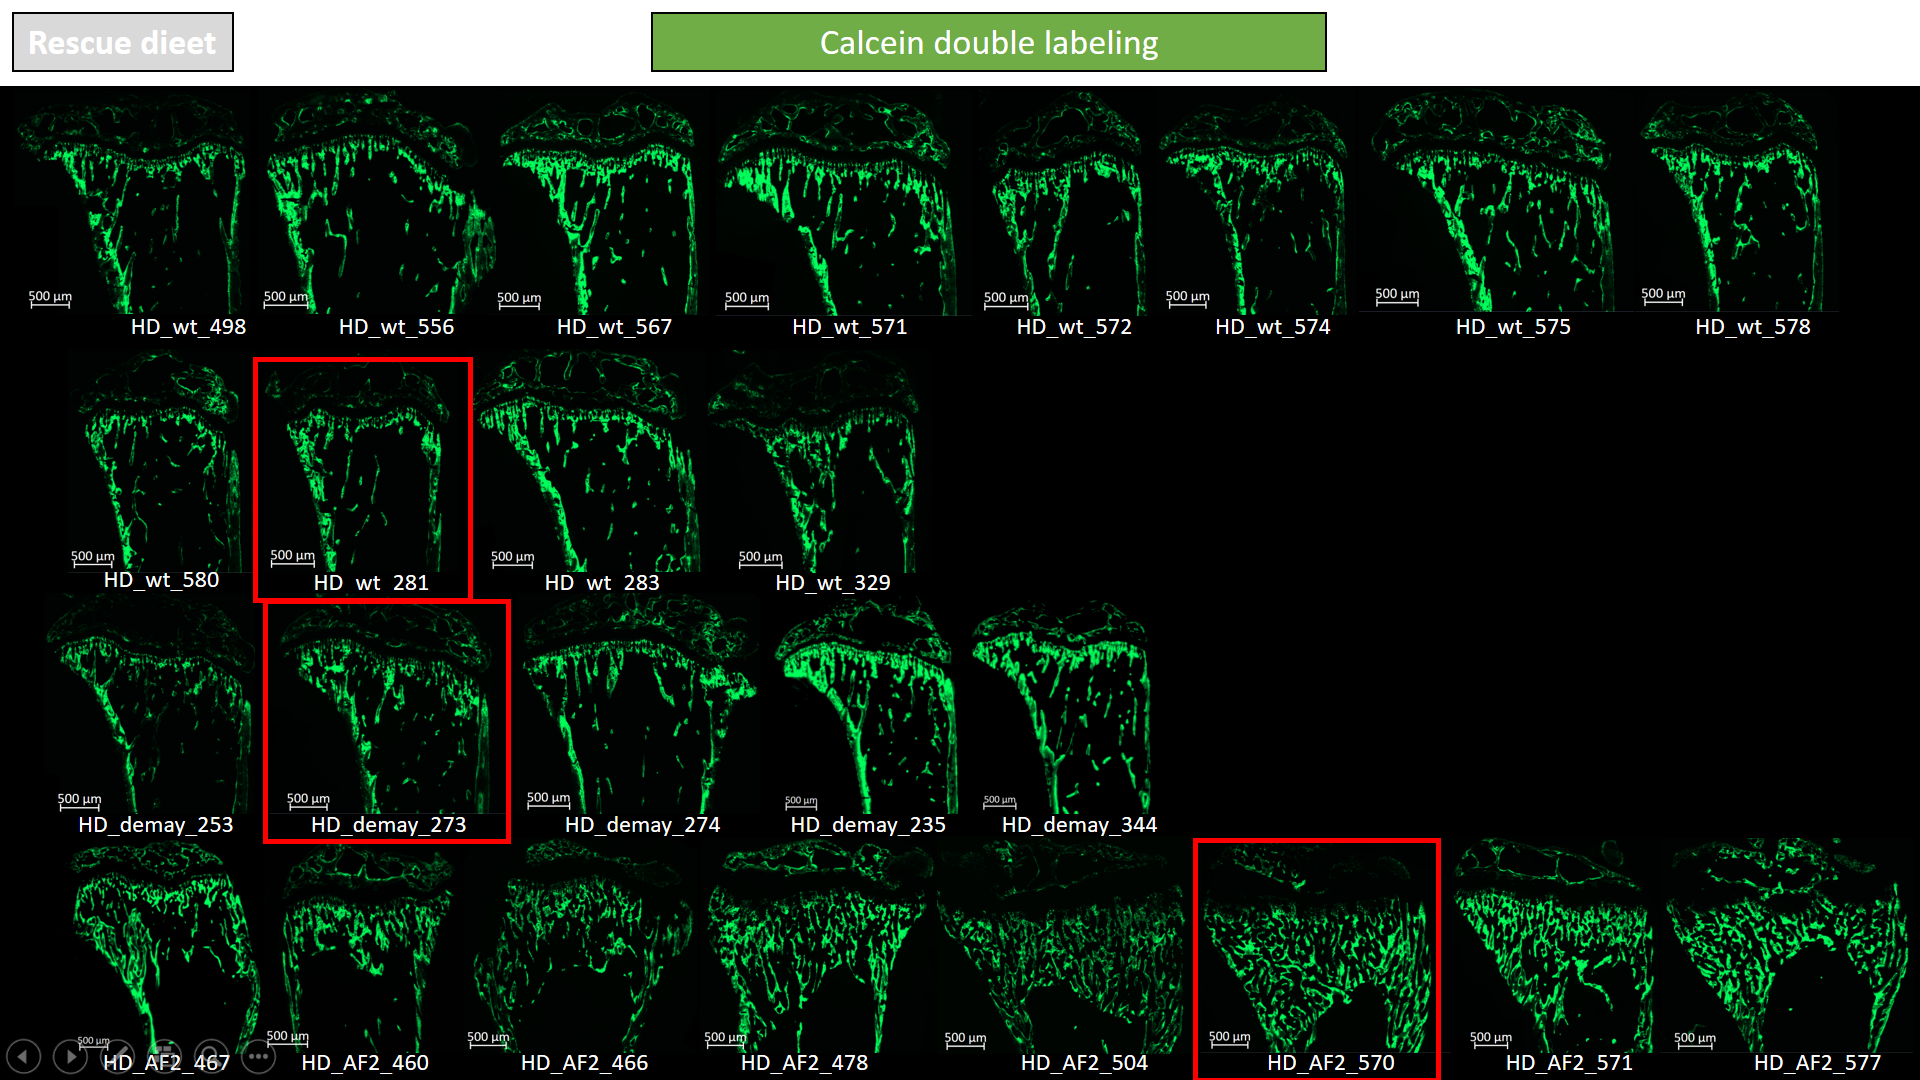 Rescue dieet
Calcein double labeling
500 µm 500 µm 500 µm 500 µm 500 µm 500 µm 500 µm 500 µm
HD_wt_498 HD_wt_556 HD_wt_567 HD_wt_571 HD_wt_572 HD_wt_574 HD_wt_575 HD_wt_578
500 µm 500 µm 500 µm 500 µm
HD_wt_580 HD_wt_281 HD_wt_283 HD_wt_329
500 µm 500 µm 500 µm 500 µm 500 µm
HD_demay_253 HD_demay_273 HD_demay_274 HD_demay_235 HD_demay_344
500 µm 500 µm 500 µm 500 µm 500 µm 500 µm 500 µm 500 µm
HD_AF2_467 HD_AF2_460 HD_AF2_466 HD_AF2_478 HD_AF2_504 HD_AF2_570 HD_AF2_571 HD_AF2_577